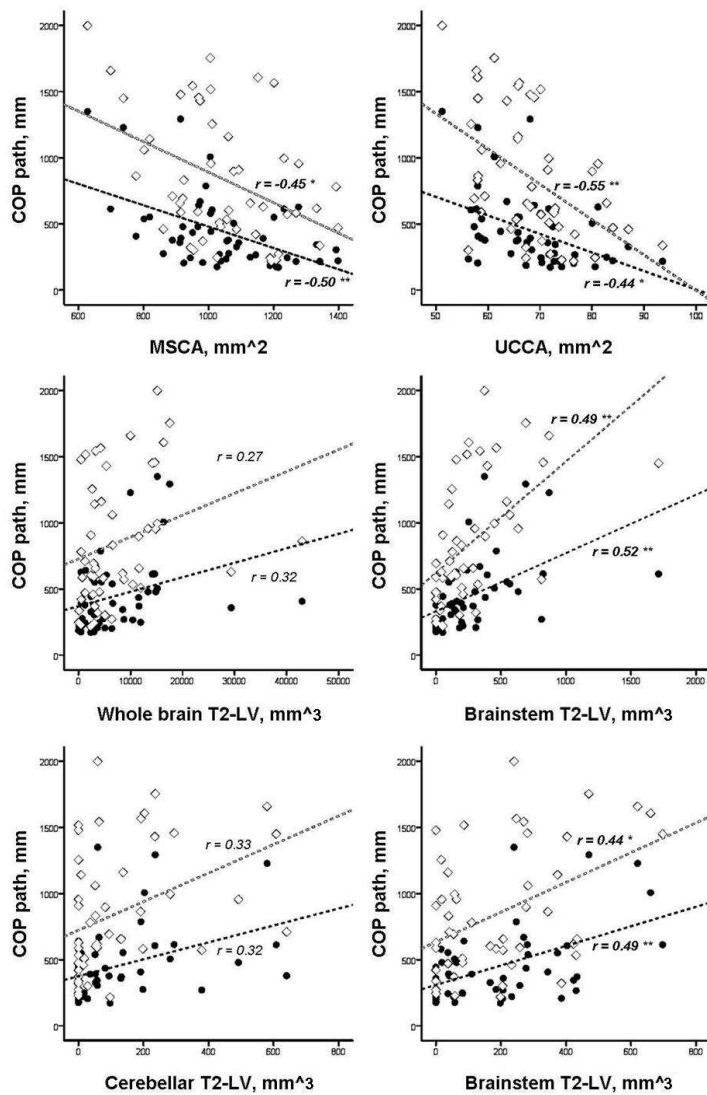 COP path, mm
2000
1500
1000
500
0
r = -0.45 *
r = -0.50 **
600 800 1000 1200 1400
MSCA, mm^2
COP path, mm
2000
1500
1000
500
0
r = -0.55 **
r = -0.44 *
50 60 70 80 90 100
UCCA, mm^2
COP path, mm
2000
1500
1000
500
0
r = 0.27
r = 0.32
0 10000 20000 30000 40000 50000
Whole brain T2-LV, mm^3
COP path, mm
2000
1500
1000
500
0
r = 0.49 **
r = 0.52 **
0 500 1000 1500 2000
Brainstem T2-LV, mm^3
COP path, mm
2000
1500
1000
500
0
r = 0.33
r = 0.32
0 200 400 600 800
Cerebellar T2-LV, mm^3
COP path, mm
2000
1500
1000
500
0
r = 0.44 *
r = 0.49 **
0 200 400 600 800
Brainstem T2-LV, mm^3